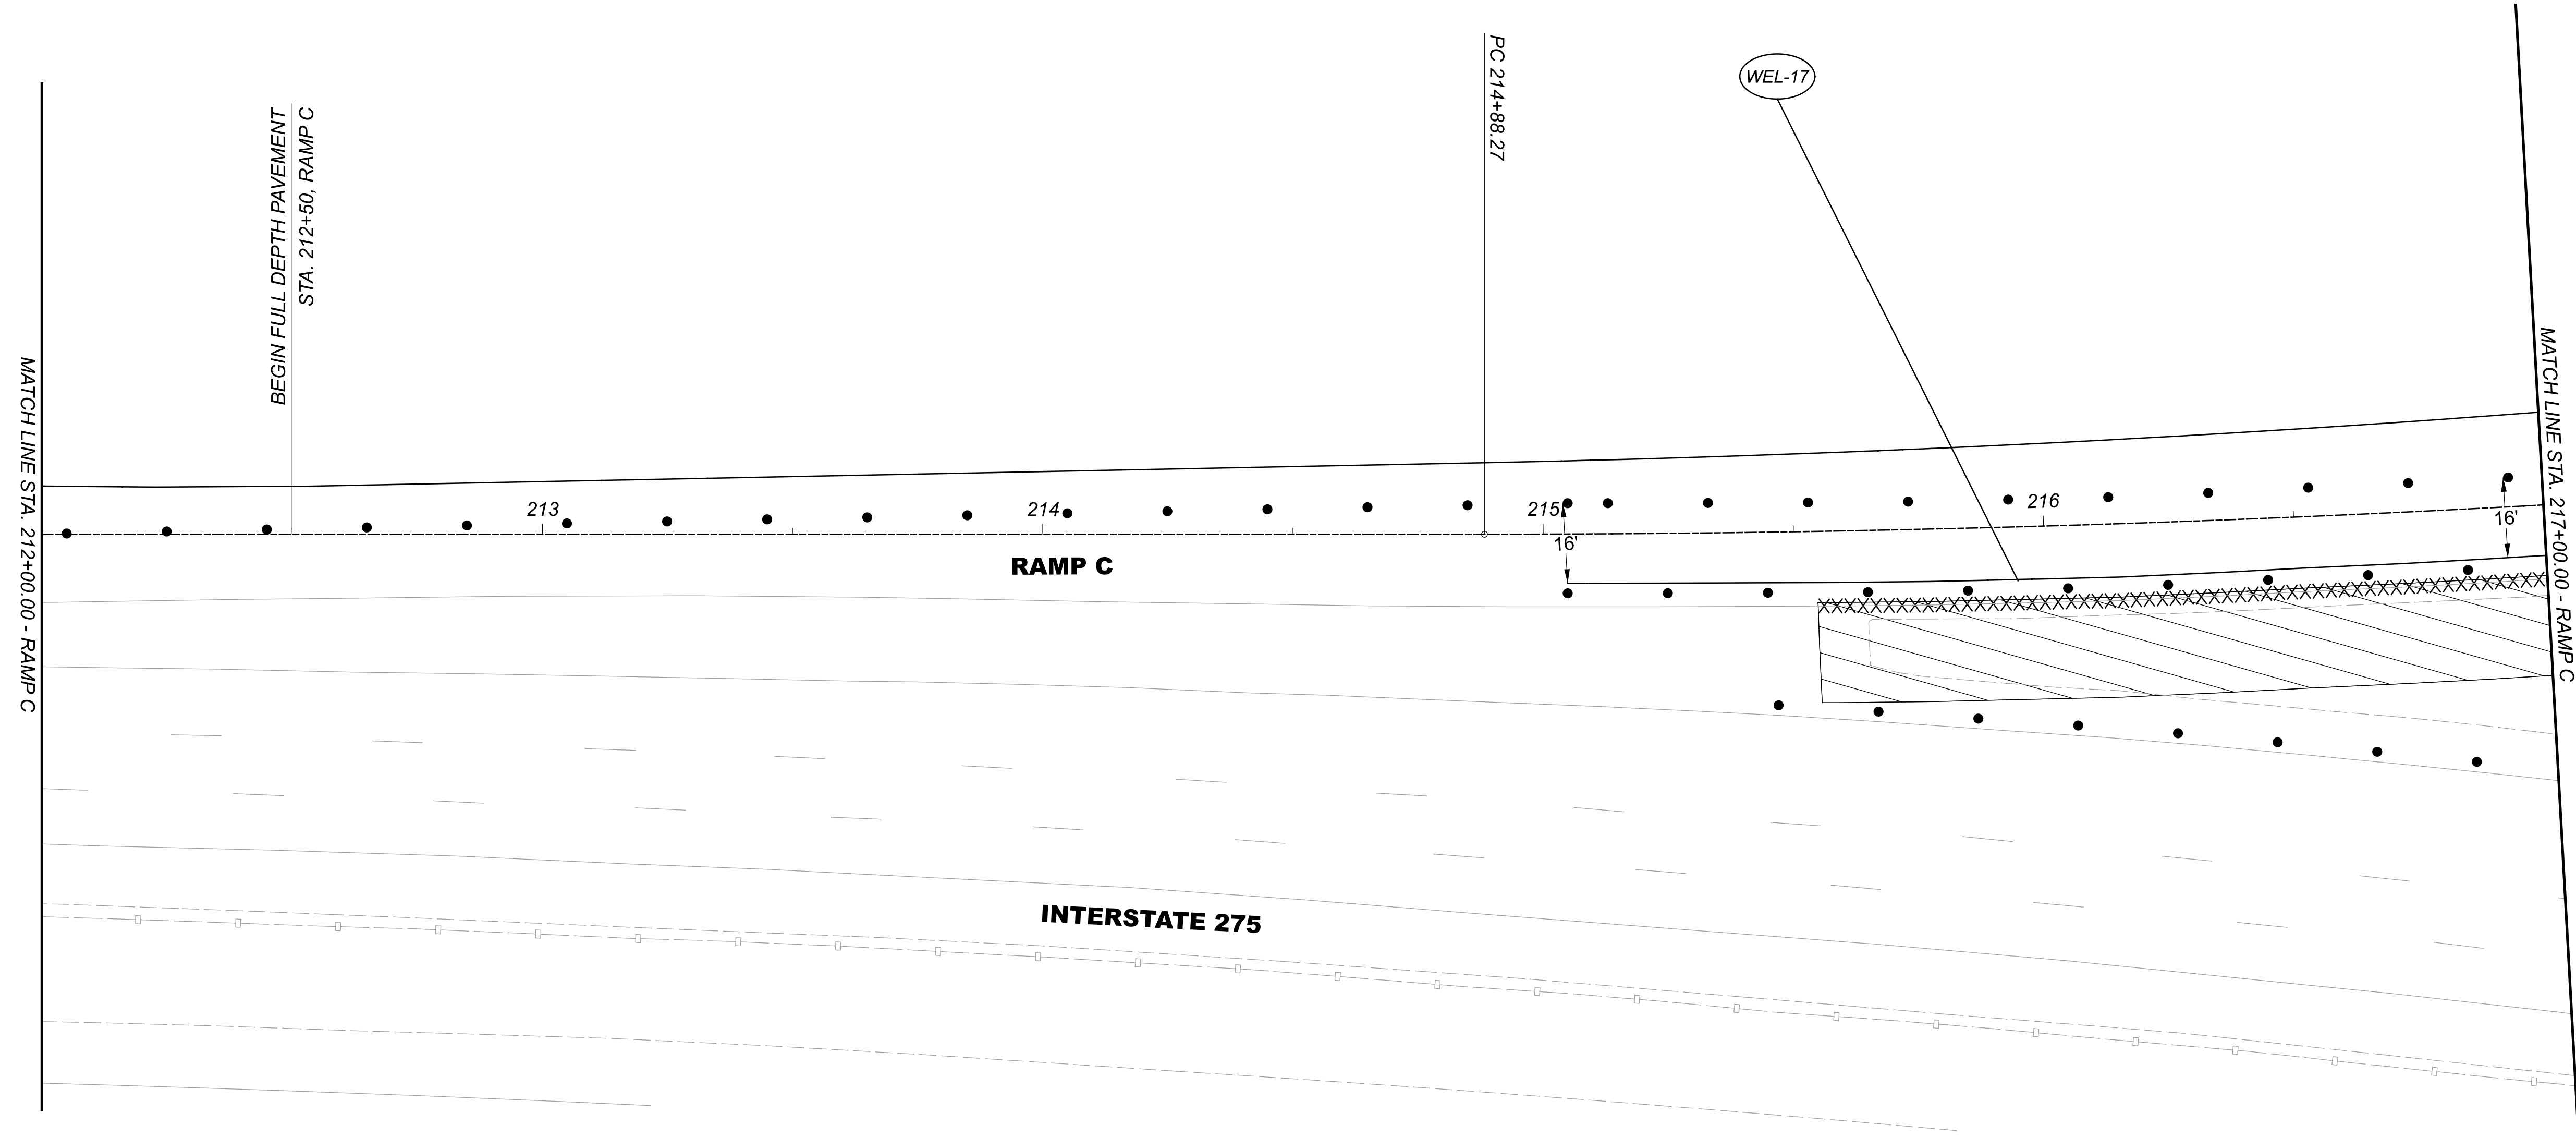 MATCH LINE STA. 212+00.00 - RAMP C
BEGIN FULL DEPTH PAVEMENT
STA. 212+50, RAMP C
PC 214+88.27
WEL-17
MATCH LINE STA. 217+00.00 - RAMP C
213
214
215
216
16'
16'
RAMP C
INTERSTATE 275